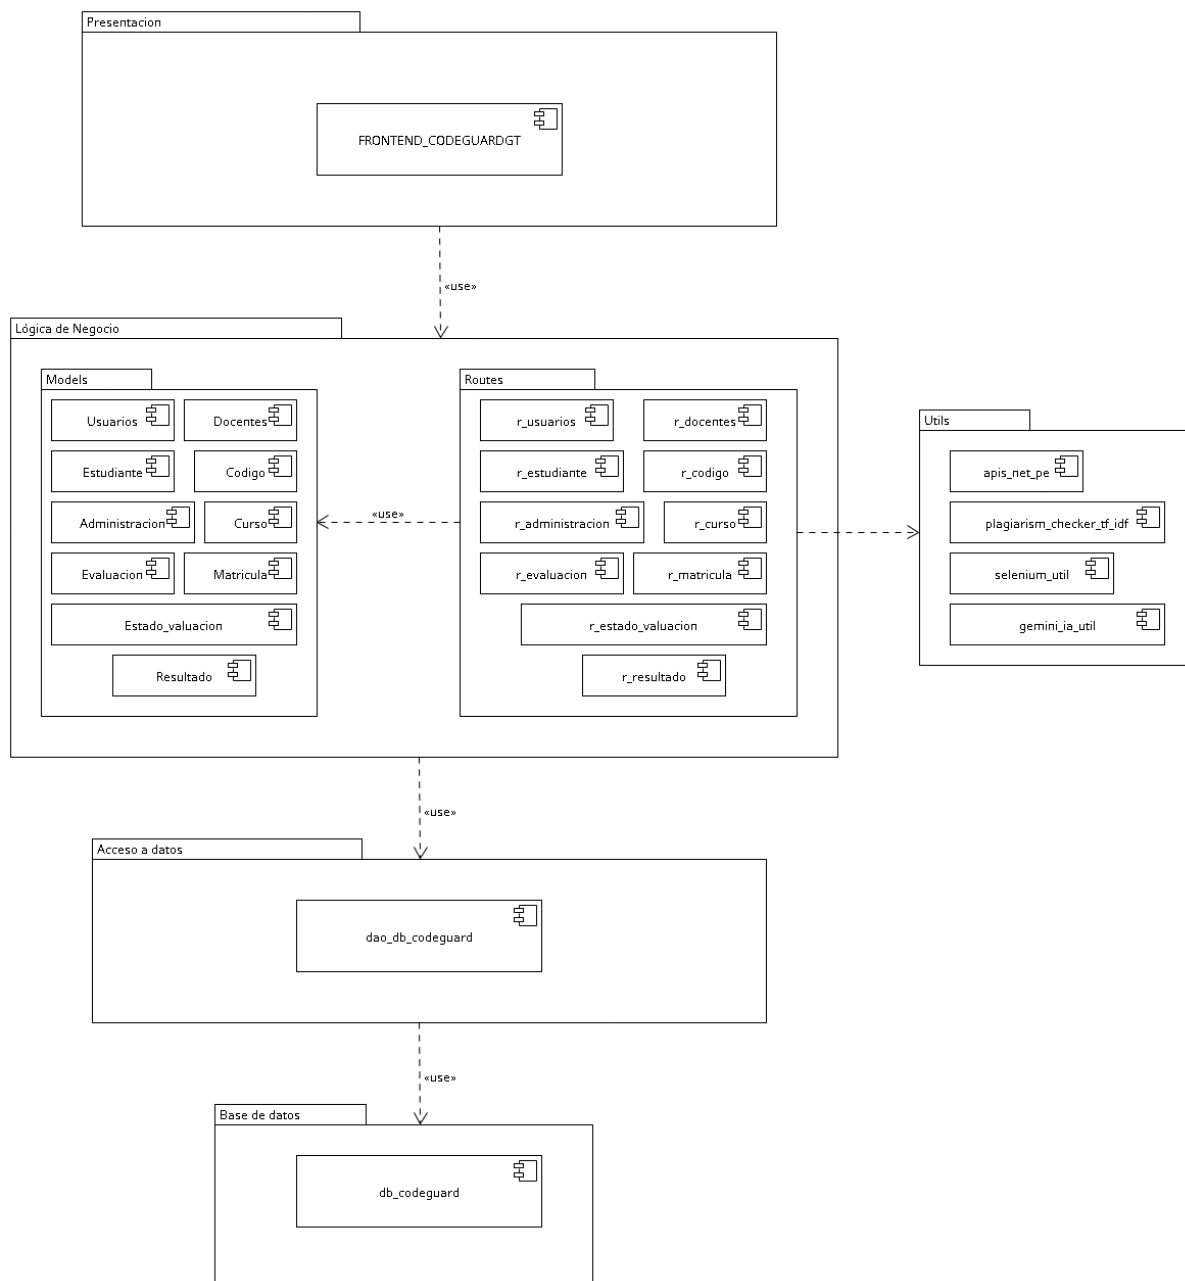 Presentacion
FRONTEND_CODEGUARDGT
«use»
Lógica de Negocio
Models
Usuarios
Docentes
Estudiante
Codigo
Administracion
Curso
Evaluacion
Matricula
Estado_valuacion
Resultado
«use»
Routes
r_usuarios
r_docentes
r_estudiante
r_codigo
r_administracion
r_curso
r_evaluacion
r_matricula
r_estado_valuacion
r_resultado
Utils
apis_net_pe
plagiarism_checker_tf_idf
selenium_util
gemini_ia_util
«use»
Acceso a datos
dao_db_codeguard
«use»
Base de datos
db_codeguard